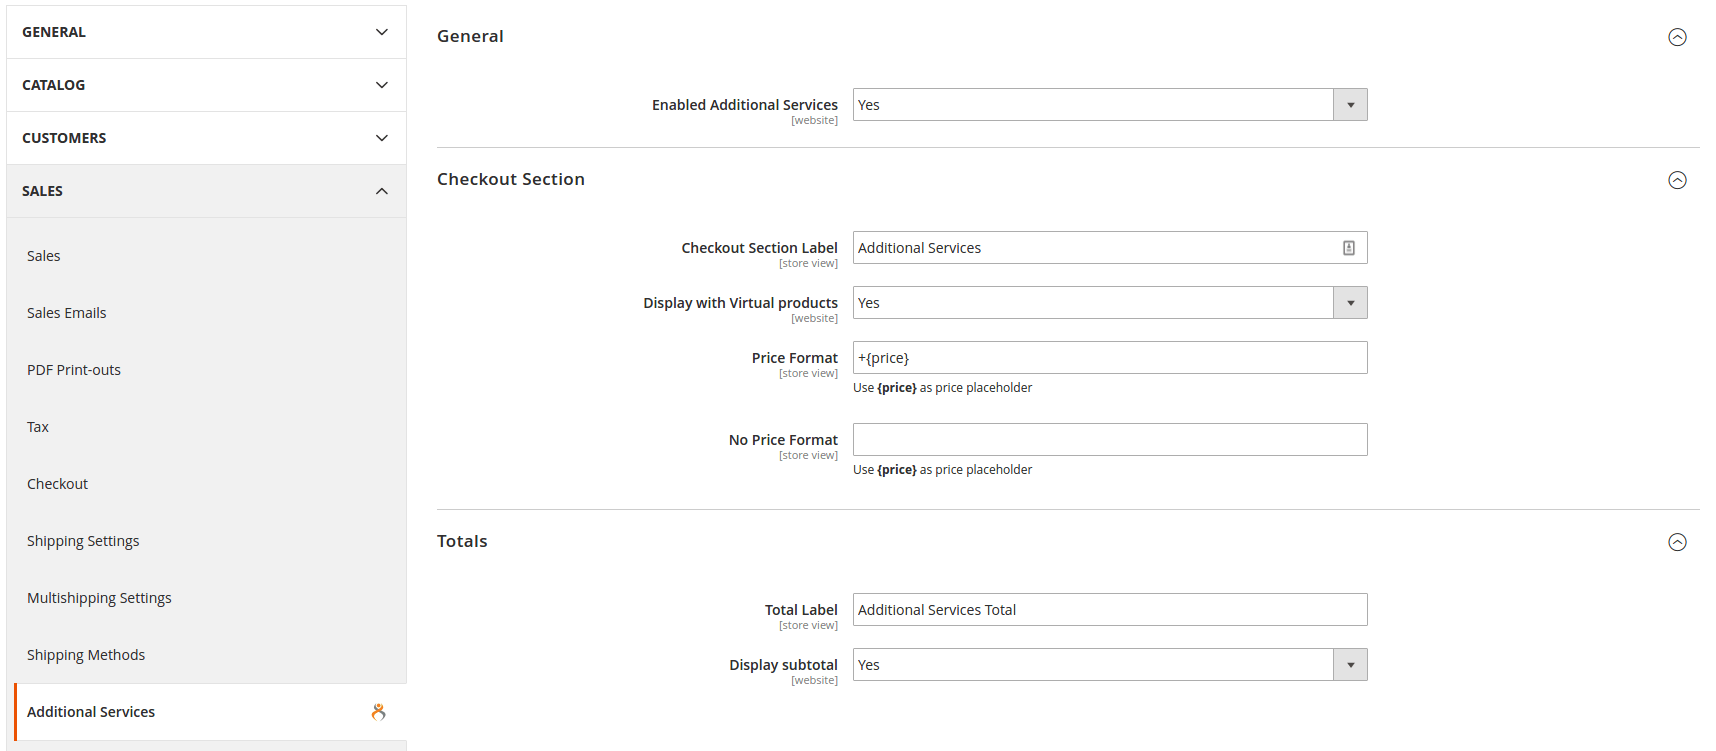 GENERAL
CATALOG
CUSTOMERS
SALES
Sales
Sales Emails
PDF Print-outs
Tax
Checkout
Shipping Settings
Multishipping Settings
Shipping Methods
Additional Services
General
Enabled Additional Services
[website]
Yes
Checkout Section
Checkout Section Label
[store view]
Additional Services
Display with Virtual products
[website]
Yes
Price Format
[store view]
+{price}
Use {price} as price placeholder
No Price Format
[store view]
Use {price} as price placeholder
Totals
Total Label
[store view]
Additional Services Total
Display subtotal
[website]
Yes